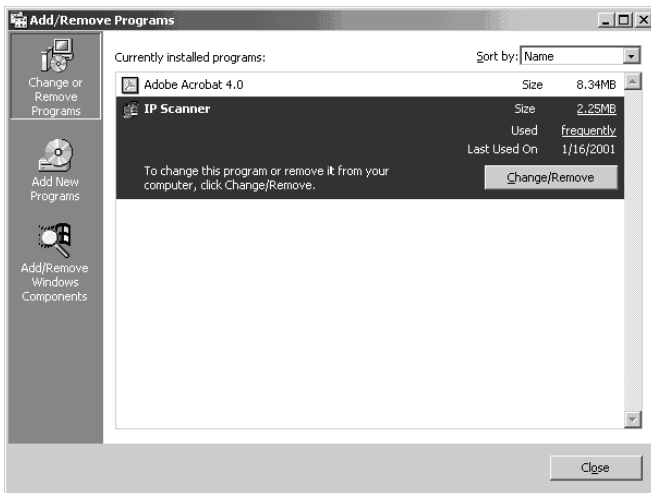 Add/Remove Programs
Change or
Remove
Programs
Add New
Programs
Add/Remove
Windows
Components
Currently installed programs:
Sort by: Name
Adobe Acrobat 4.0 Size 8.34MB
IP Scanner Size 2.25MB
Used frequently
Last Used On 1/16/2001
To change this program or remove it from your
computer, click Change/Remove.
Change/Remove
Close